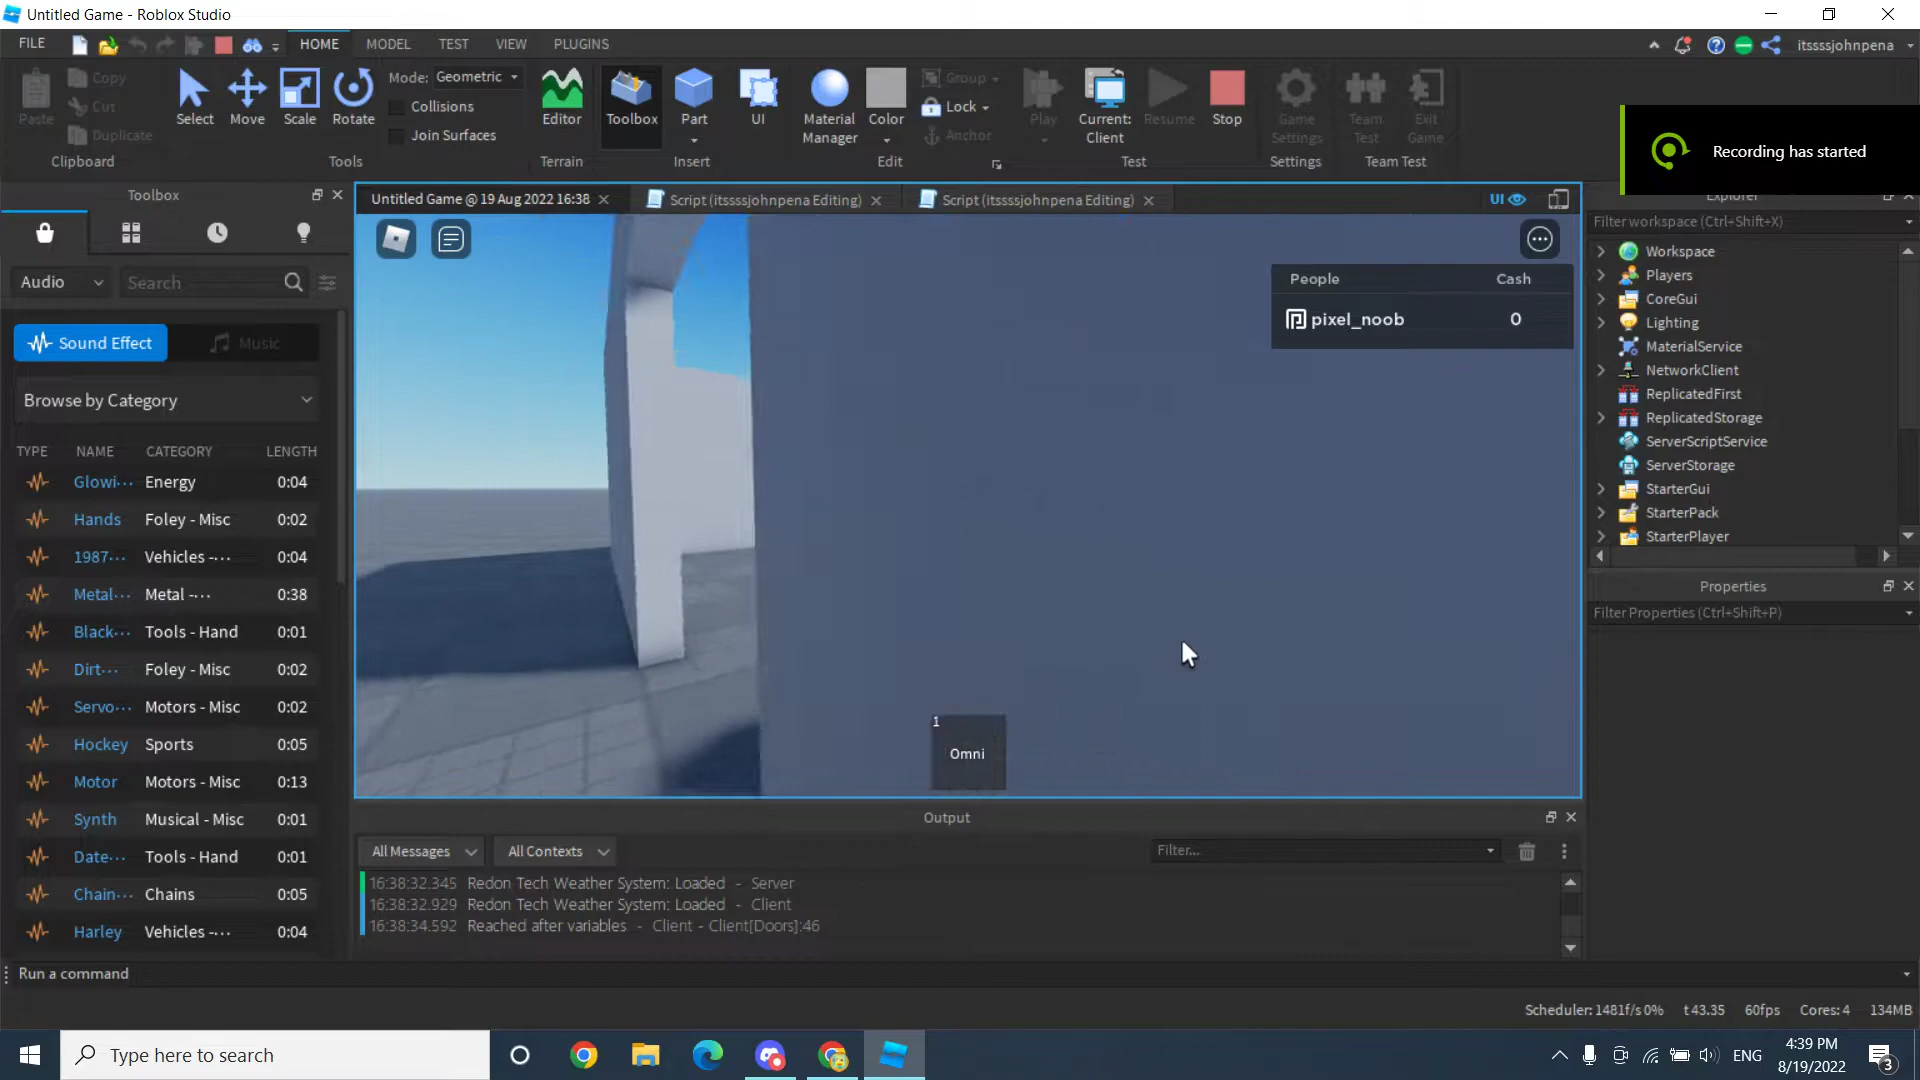 Untitled Game - Roblox Studio
FILE
HOME
MODEL
TEST
VIEW
PLUGINS
itssssjohnpena
Paste
Copy
Cut
Duplicate
Clipboard
Select
Move
Scale
Rotate
Mode: Geometric
Collisions
Join Surfaces
Tools
Editor
Terrain
Toolbox
Part
UI
Insert
Material Manager
Color
Group
Lock
Anchor
Edit
Play
Current: Client
Resume
Stop
Test
Game Settings
Settings
Team Test
Exit Game
Team Test
Recording has started
Toolbox
Untitled Game @ 19 Aug 2022 16:38
Script (itssssjohnpena Editing)
Script (itssssjohnpena Editing)
UI
Explorer
Audio
Search
Sound Effect
Music
Browse by Category
TYPE NAME CATEGORY LENGTH
Glowi··· Energy 0:04
Hands Foley - Misc 0:02
1987··· Vehicles -··· 0:04
Metal··· Metal -··· 0:38
Black··· Tools - Hand 0:01
Dirt··· Foley - Misc 0:02
Servo··· Motors - Misc 0:02
Hockey Sports 0:05
Motor Motors - Misc 0:13
Synth Musical - Misc 0:01
Date··· Tools - Hand 0:01
Chain··· Chains 0:05
Harley Vehicles -··· 0:04
People Cash
pixel_noob 0
1
Omni
Filter workspace (Ctrl+Shift+X)
Workspace
Players
CoreGui
Lighting
MaterialService
NetworkClient
ReplicatedFirst
ReplicatedStorage
ServerScriptService
ServerStorage
StarterGui
StarterPack
StarterPlayer
Properties
Filter Properties (Ctrl+Shift+P)
Output
All Messages
All Contexts
Filter...
16:38:32.345 Redon Tech Weather System: Loaded - Server
16:38:32.929 Redon Tech Weather System: Loaded - Client
16:38:34.592 Reached after variables - Client - Client[Doors]:46
Run a command
Scheduler: 1481f/s 0% t 43.35 60fps Cores: 4 134MB
Type here to search
ENG
4:39 PM
8/19/2022
3